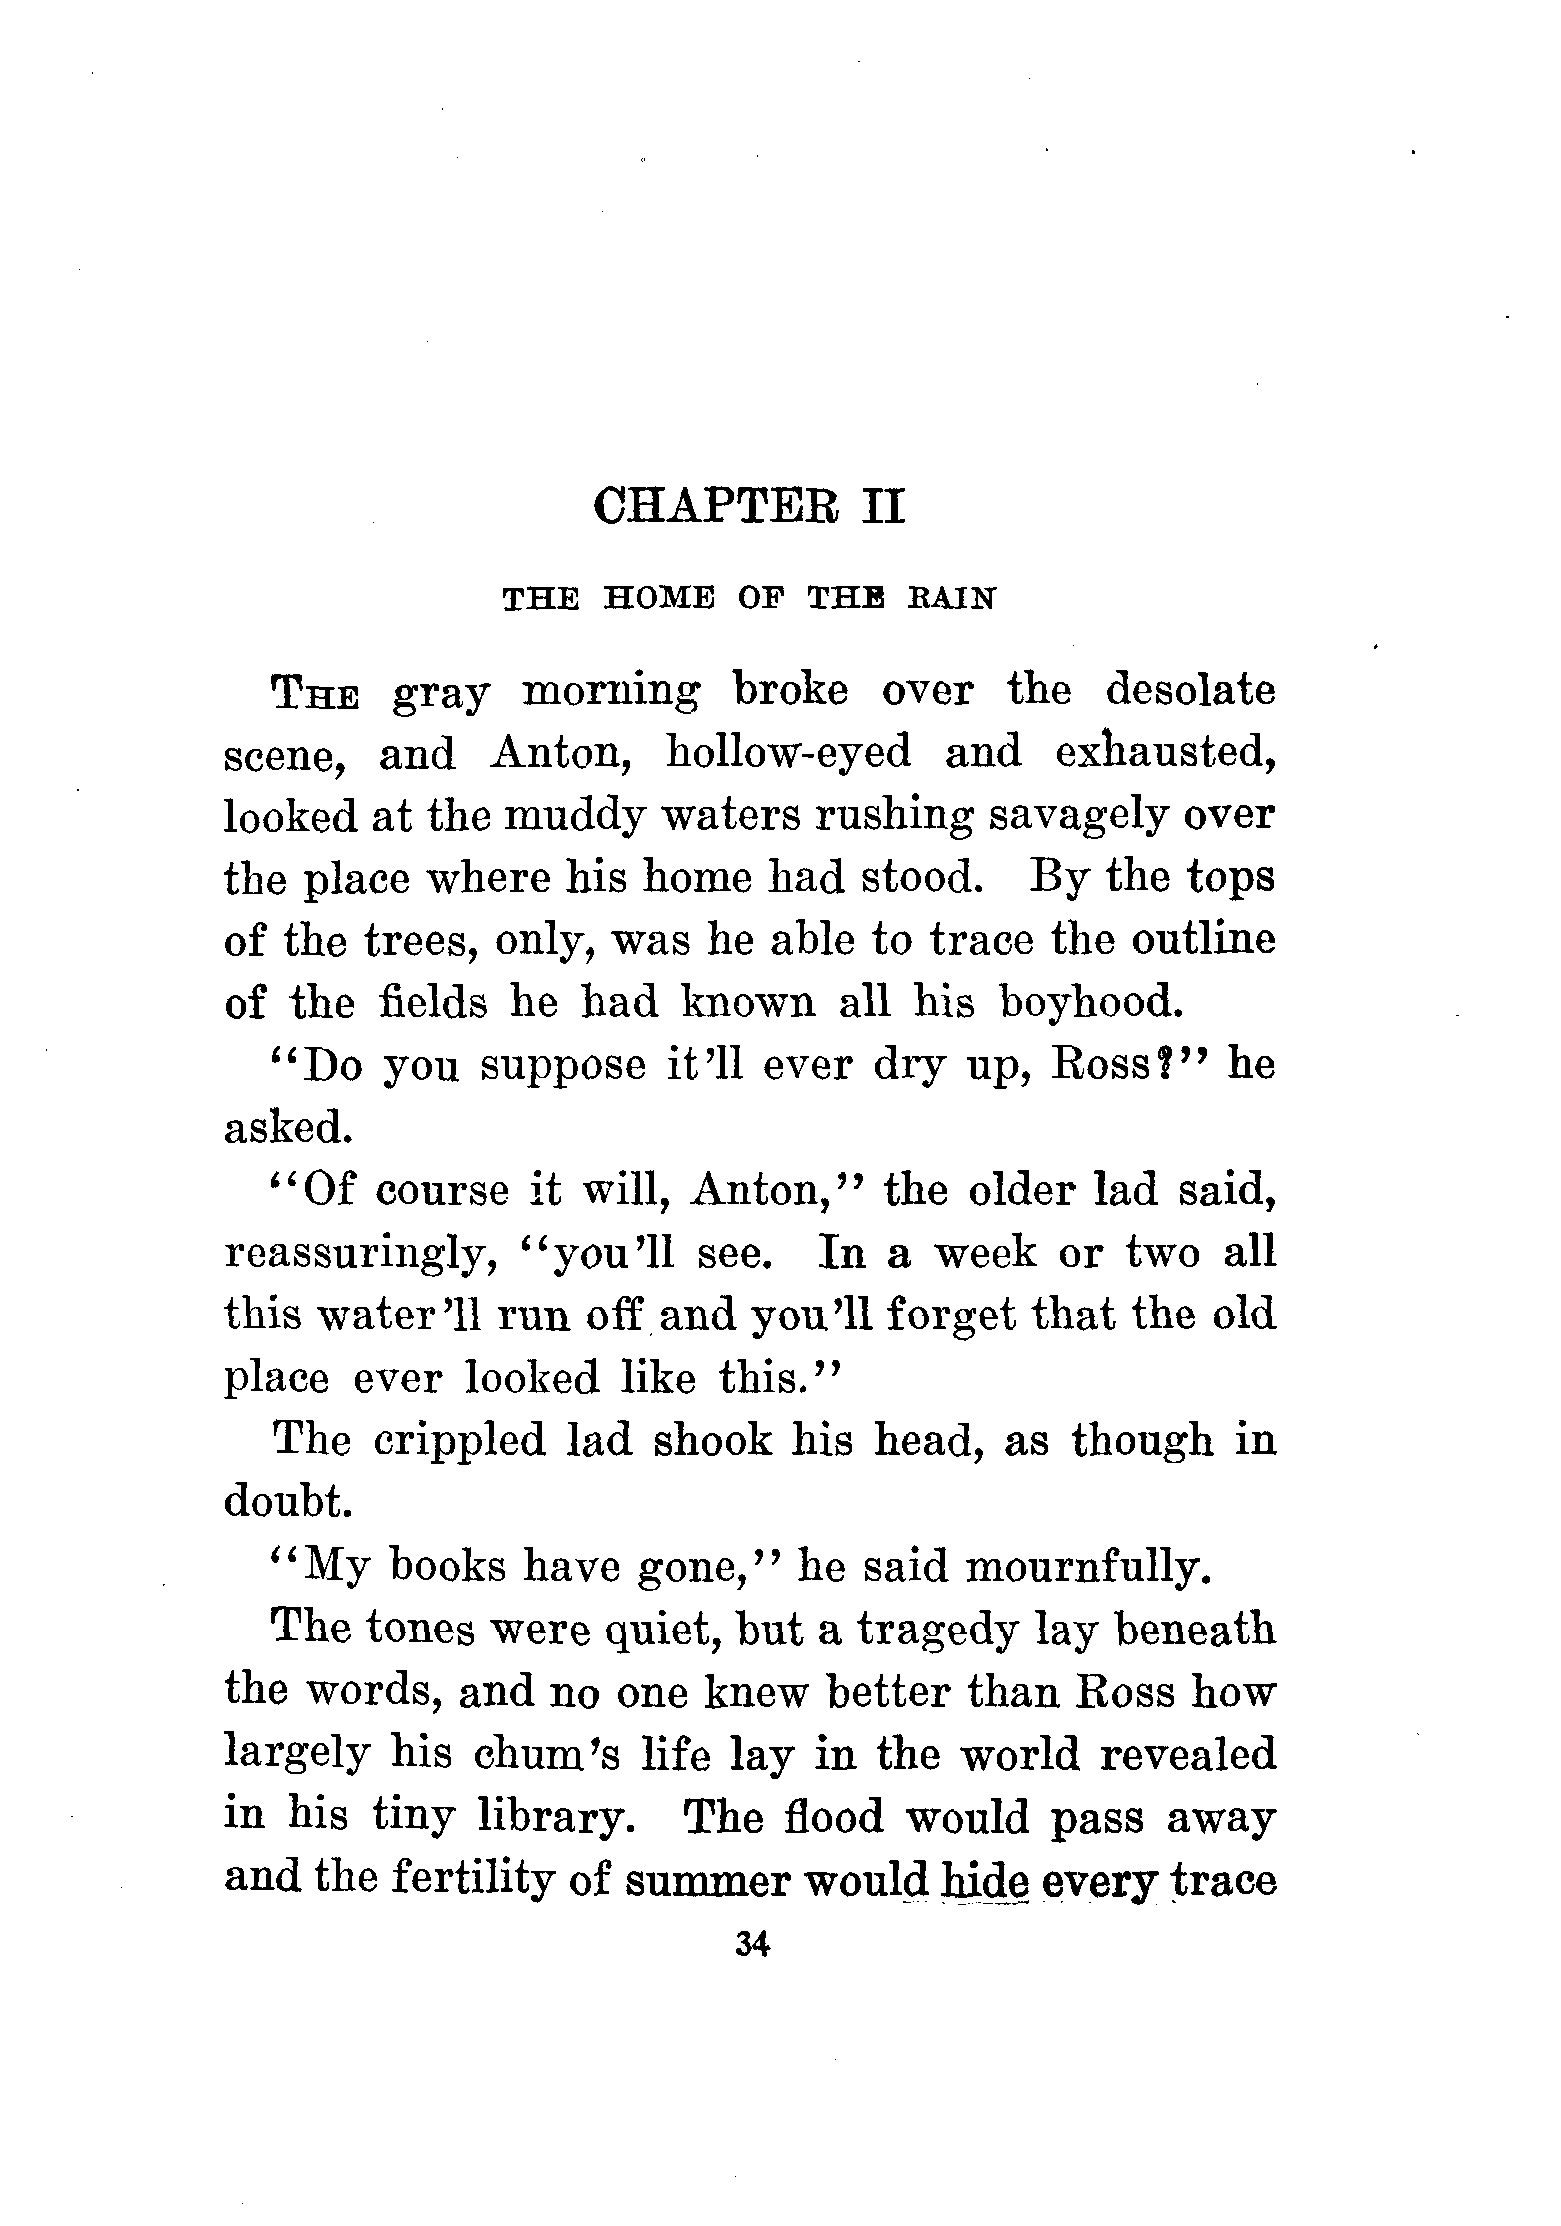 CHAPTER II
THE HOME OF THE RAIN
THE gray morning broke over the desolate
scene, and Anton, hollow-eyed and exhausted,
looked at the muddy waters rushing savagely over
the place where his home had stood. By the tops
of the trees, only, was he able to trace the outline
of the fields he had known all his boyhood.
"Do you suppose it'll ever dry up, Ross?" he
asked.
"Of course it will, Anton," the older lad said,
reassuringly, "you'll see. In a week or two all
this water'll run off and you'll forget that the old
place ever looked like this."
The crippled lad shook his head, as though in
doubt.
"My books have gone," he said mournfully.
The tones were quiet, but a tragedy lay beneath
the words, and no one knew better than Ross how
largely his chum's life lay in the world revealed
in his tiny library. The flood would pass away
and the fertility of summer would hide every trace
34